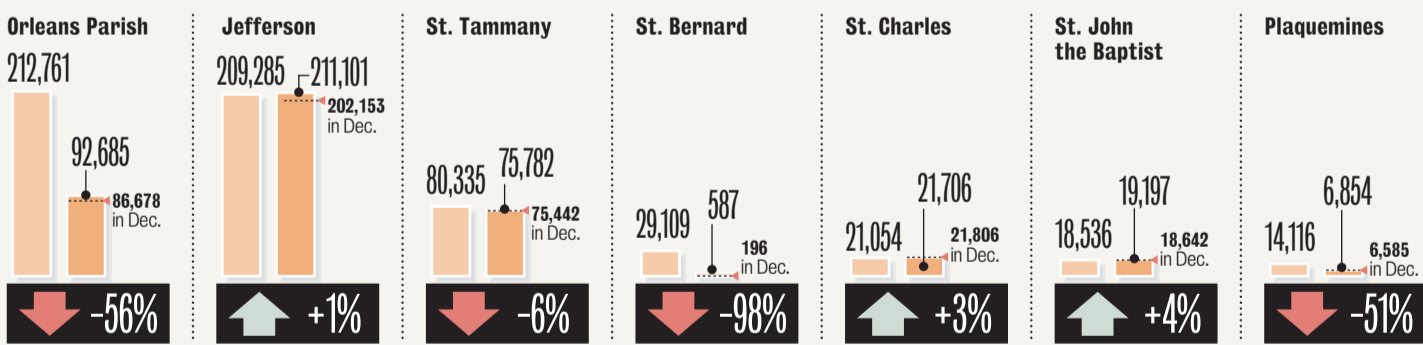 Orleans Parish
212,761
92,685
86,678
in Dec.
-56%
Jefferson
209,285
211,101
202,153
in Dec.
+1%
St. Tammany
80,335
75,782
75,442
in Dec.
-6%
St. Bernard
29,109
587
196
in Dec.
-98%
St. Charles
21,054
21,706
21,806
in Dec.
+3%
St. John
the Baptist
18,536
19,197
18,642
in Dec.
+4%
Plaquemines
14,116
6,854
6,585
in Dec.
-51%